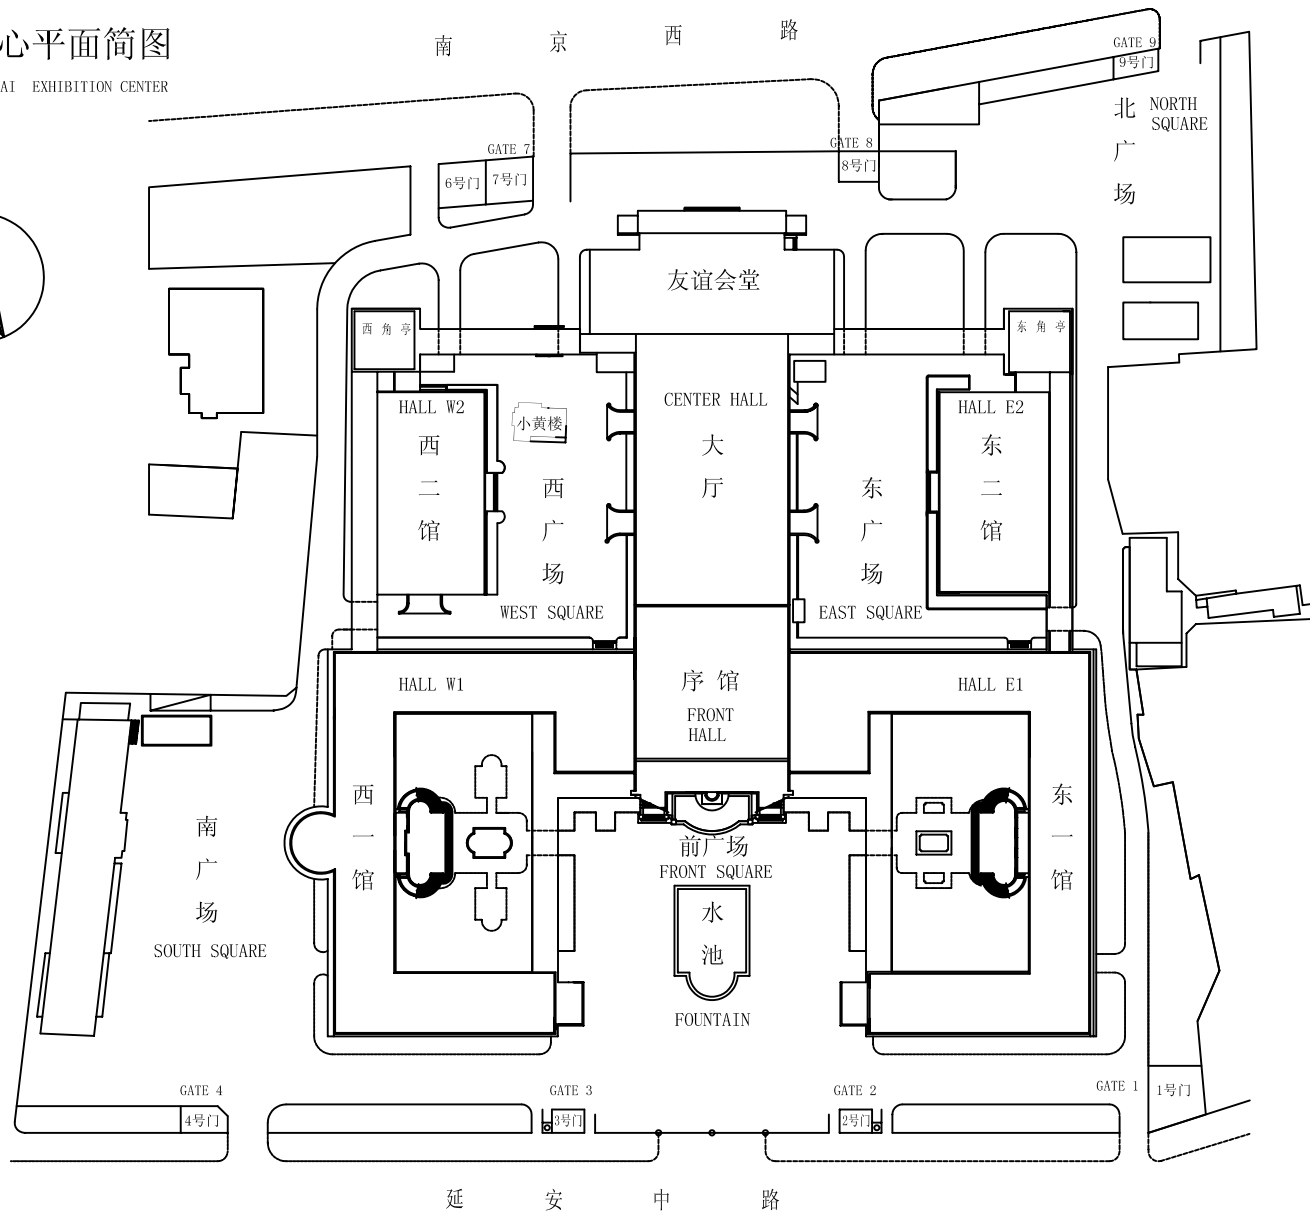 心平面简图
AI EXHIBITION CENTER
南京西路
GATE 9
9号门
北广场
NORTH
SQUARE
GATE 7
6号门
7号门
GATE 8
8号门
友谊会堂
西角亭
东角亭
HALL W2
西二馆
小黄楼
西广场
WEST SQUARE
CENTER HALL
大厅
东广场
EAST SQUARE
HALL E2
东二馆
HALL W1
西一馆
序馆
FRONT
HALL
HALL E1
东一馆
南广场
SOUTH SQUARE
前广场
FRONT SQUARE
水池
FOUNTAIN
GATE 4
4号门
GATE 3
3号门
GATE 2
2号门
GATE 1
1号门
延安中路